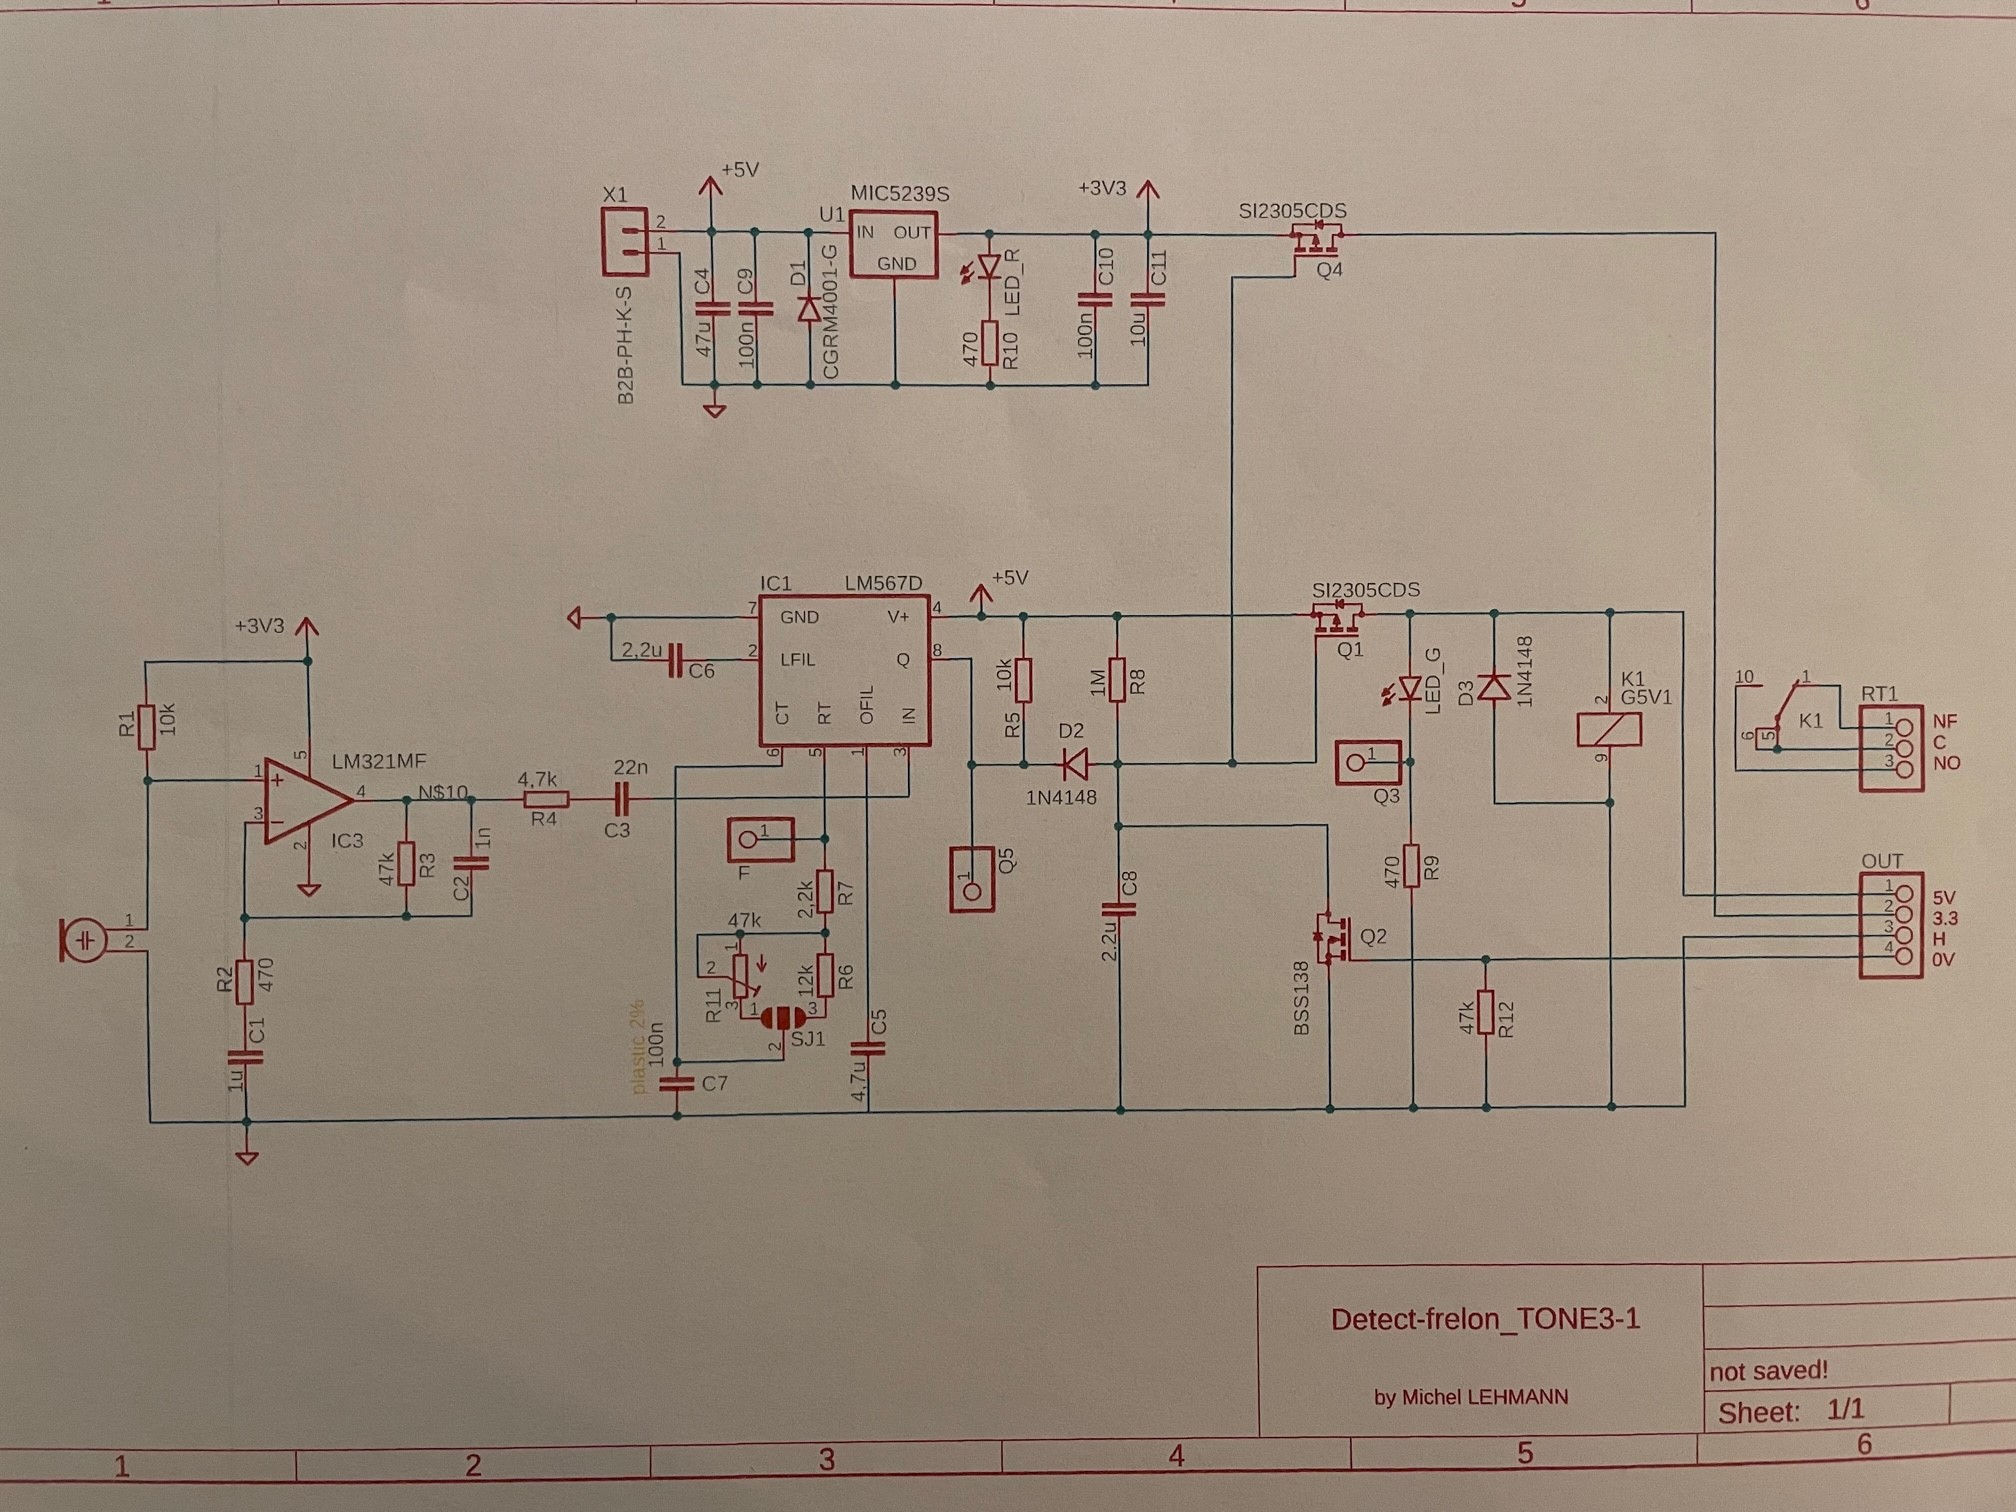 5
6
+5V
X1
2
1
B2B-PH-K-S
C4
47u
C9
100n
D1
CGRM4001-G
U1
MIC5239S
IN OUT
GND
LED_R
470
R10
+3V3
C10
100n
C11
10u
SI2305CDS
Q4
+3V3
R1
10k
LM321MF
1
+
3
-
5
4
2
IC3
N$10
47k
R3
1n
C2
4,7k
R4
22n
C3
1
2
R2
470
C1
1u
IC1
LM567D
7
GND
V+
4
2
LFIL
Q
8
CT
RT
OFIL
IN
6
5
1
3
2,2u
C6
+5V
10k
R5
1M
R8
D2
1N4148
1
F
2,2k
R7
47k
1
2
R11
3
12k
R6
1
3
2
SJ1
plastic 2%
100n
C7
C5
4,7u
1
Q5
C8
2.2u
SI2305CDS
Q1
LED_G
D3
1N4148
K1
G5V1
2
9
1
Q3
470
R9
Q2
BSS138
47k
R12
10
1
6
5
K1
RT1
1
NF
2
C
3
NO
OUT
1
5V
2
3.3
3
H
4
0V
Detect-frelon_TONE3-1
by Michel LEHMANN
not saved!
Sheet: 1/1
1
2
3
4
5
6